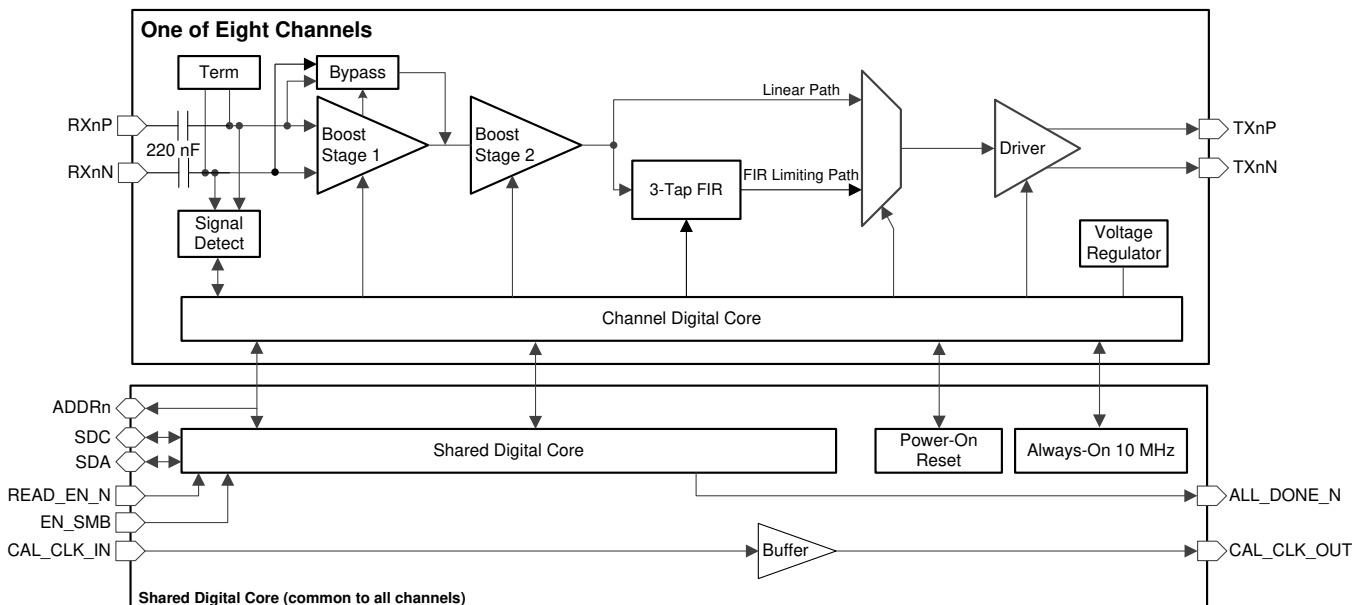 One of Eight Channels
Term
Bypass
RXnP
220 nF
RXnN
Boost
Stage 1
Boost
Stage 2
Linear Path
3-Tap FIR
FIR Limiting Path
Driver
TXnP
TXnN
Signal
Detect
Voltage
Regulator
Channel Digital Core
ADDRn
SDC
SDA
READ_EN_N
EN_SMB
CAL_CLK_IN
Shared Digital Core
Power-On
Reset
Always-On 10 MHz
ALL_DONE_N
Buffer
CAL_CLK_OUT
Shared Digital Core (common to all channels)